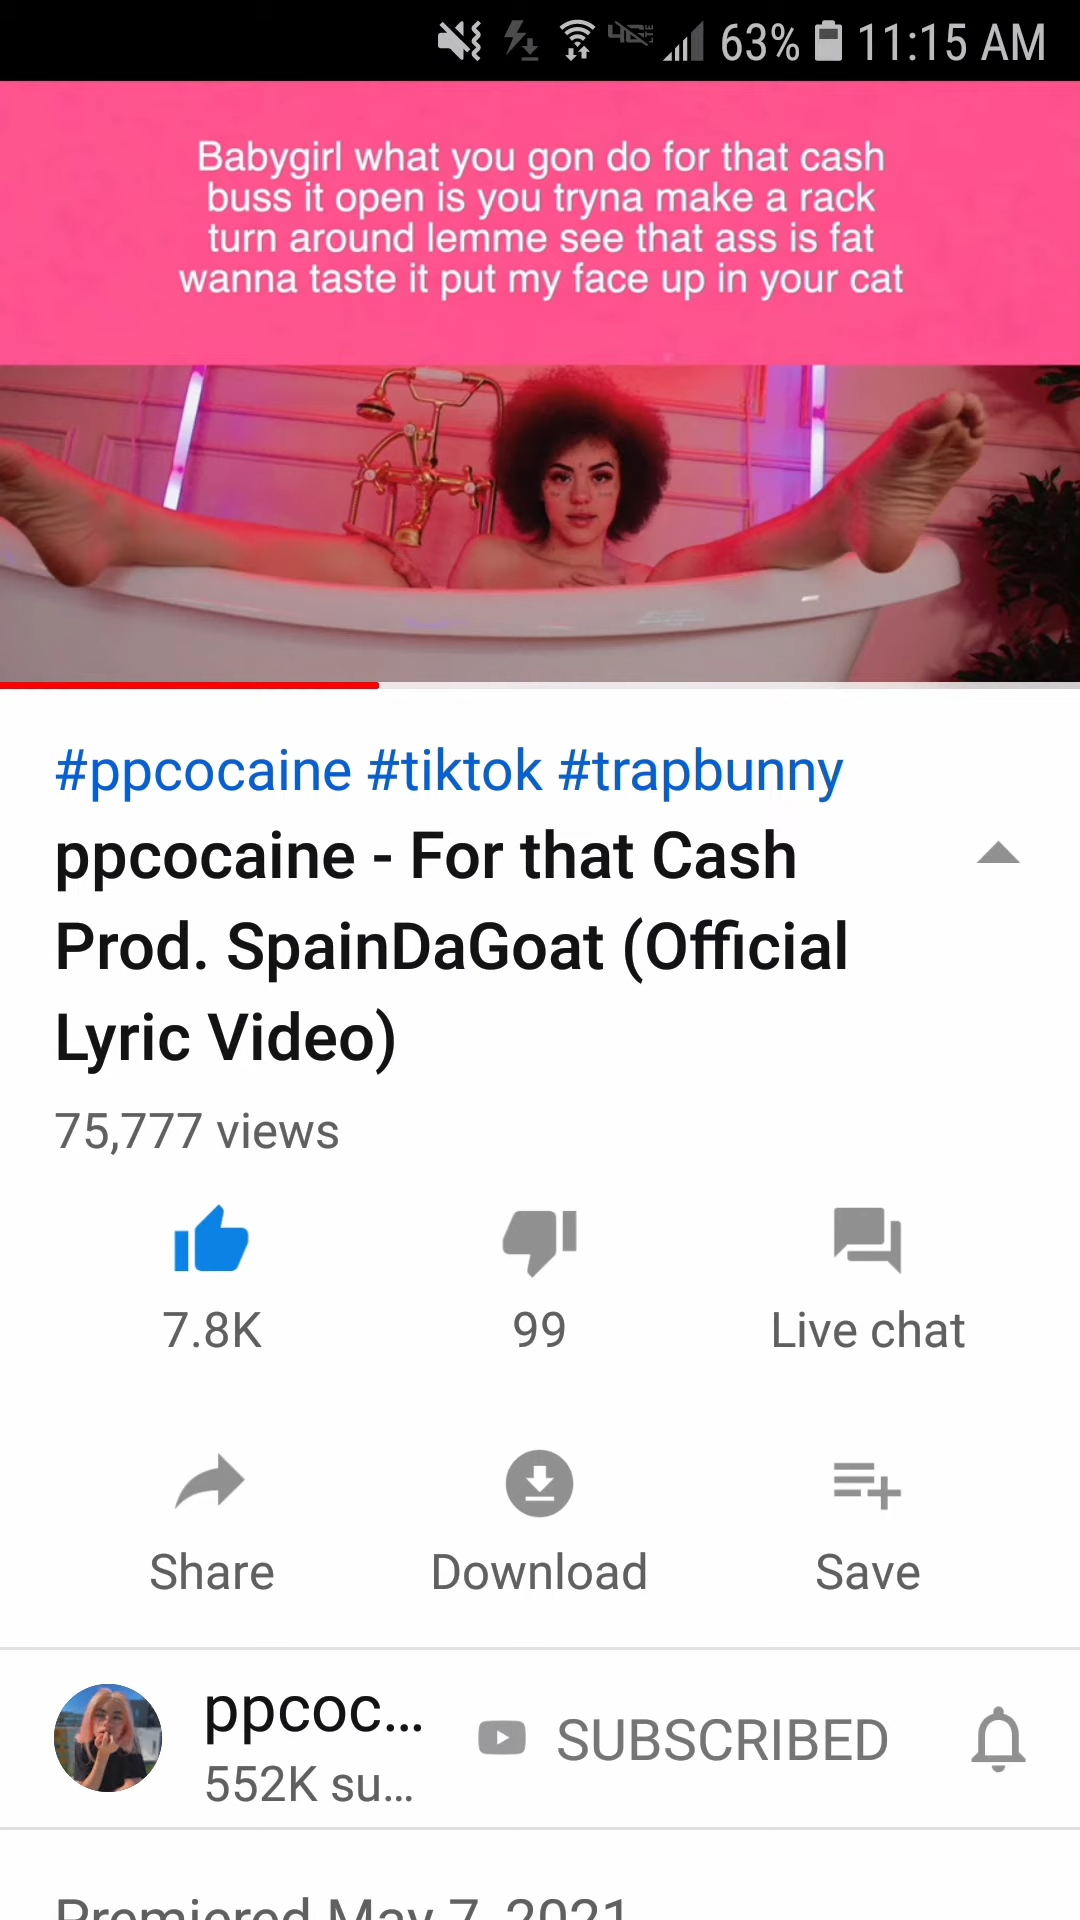 63% 11:15 AM
Babygirl what you gon do for that cash
buss it open is you tryna make a rack
turn around lemme see that ass is fat
wanna taste it put my face up in your cat
#ppcocaine #tiktok #trapbunny
ppcocaine - For that Cash
Prod. SpainDaGoat (Official
Lyric Video)
75,777 views
7.8K 99 Live chat
Share Download Save
ppcoc... SUBSCRIBED
552K su...
Premiered May 7, 2021